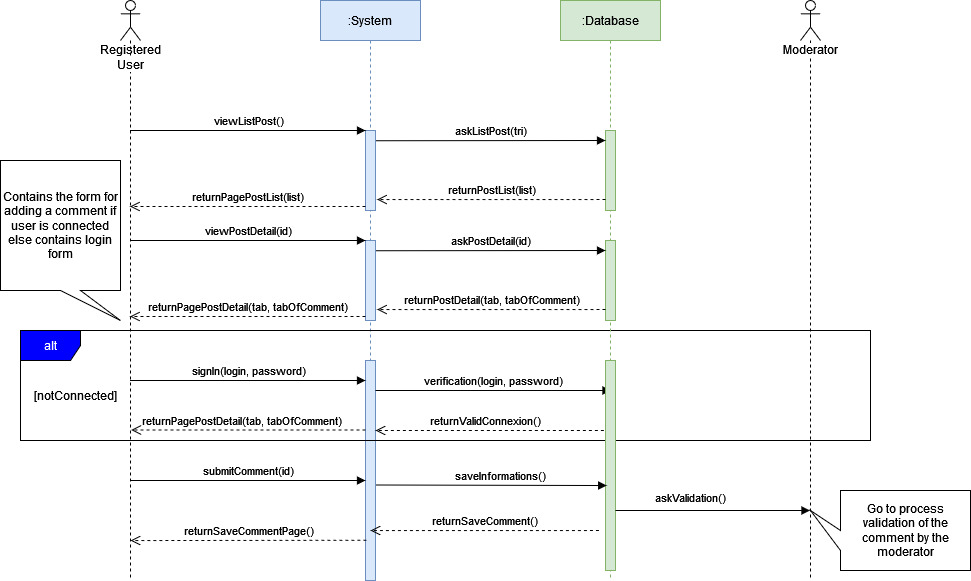 :System
:Database
Registered
User
Moderator
viewListPost()
askListPost(tri)
Contains the form for
adding a comment if
user is connected
else contains login
form
returnPagePostList(list)
returnPostList(list)
viewPostDetail(id)
askPostDetail(id)
returnPagePostDetail(tab, tabOfComment)
returnPostDetail(tab, tabOfComment)
alt
[notConnected]
signIn(login, password)
verification(login, password)
returnPagePostDetail(tab, tabOfComment)
returnValidConnexion()
submitComment(id)
saveInformations()
askValidation()
returnSaveCommentPage()
returnSaveComment()
Go to process
validation of the
comment by the
moderator